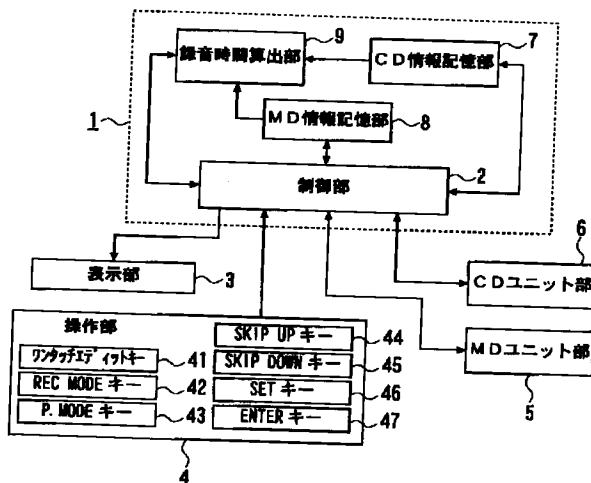 9
7
録音時間算出部
CD情報記憶部
1
MD情報記憶部
8
2
制御部
6
表示部
3
CDユニット部
操作部
SKIP UP キー
44
MDユニット部
ワンタッチエディットキー
41
SKIP DOWN キー
45
5
REC MODE キー
42
SET キー
46
P. MODE キー
43
ENTER キー
47
4